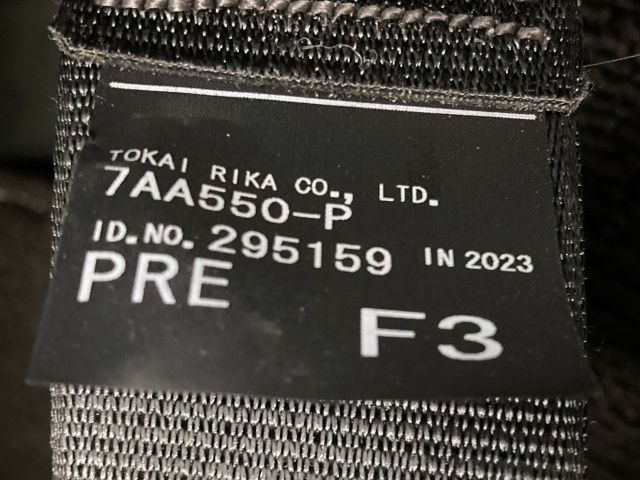 TOKAI RIKA CO., LTD.
7AA550-P
ID.NO. 295159 IN 2023
PRE
F3